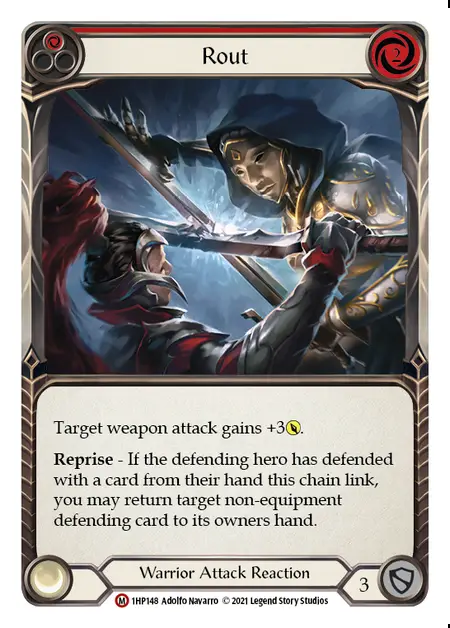 Rout
2
Target weapon attack gains +3.
Reprise - If the defending hero has defended
with a card from their hand this chain link,
you may return target non-equipment
defending card to its owners hand.
Warrior Attack Reaction
3
M 1HP148 Adolfo Navarro © 2021 Legend Story Studios